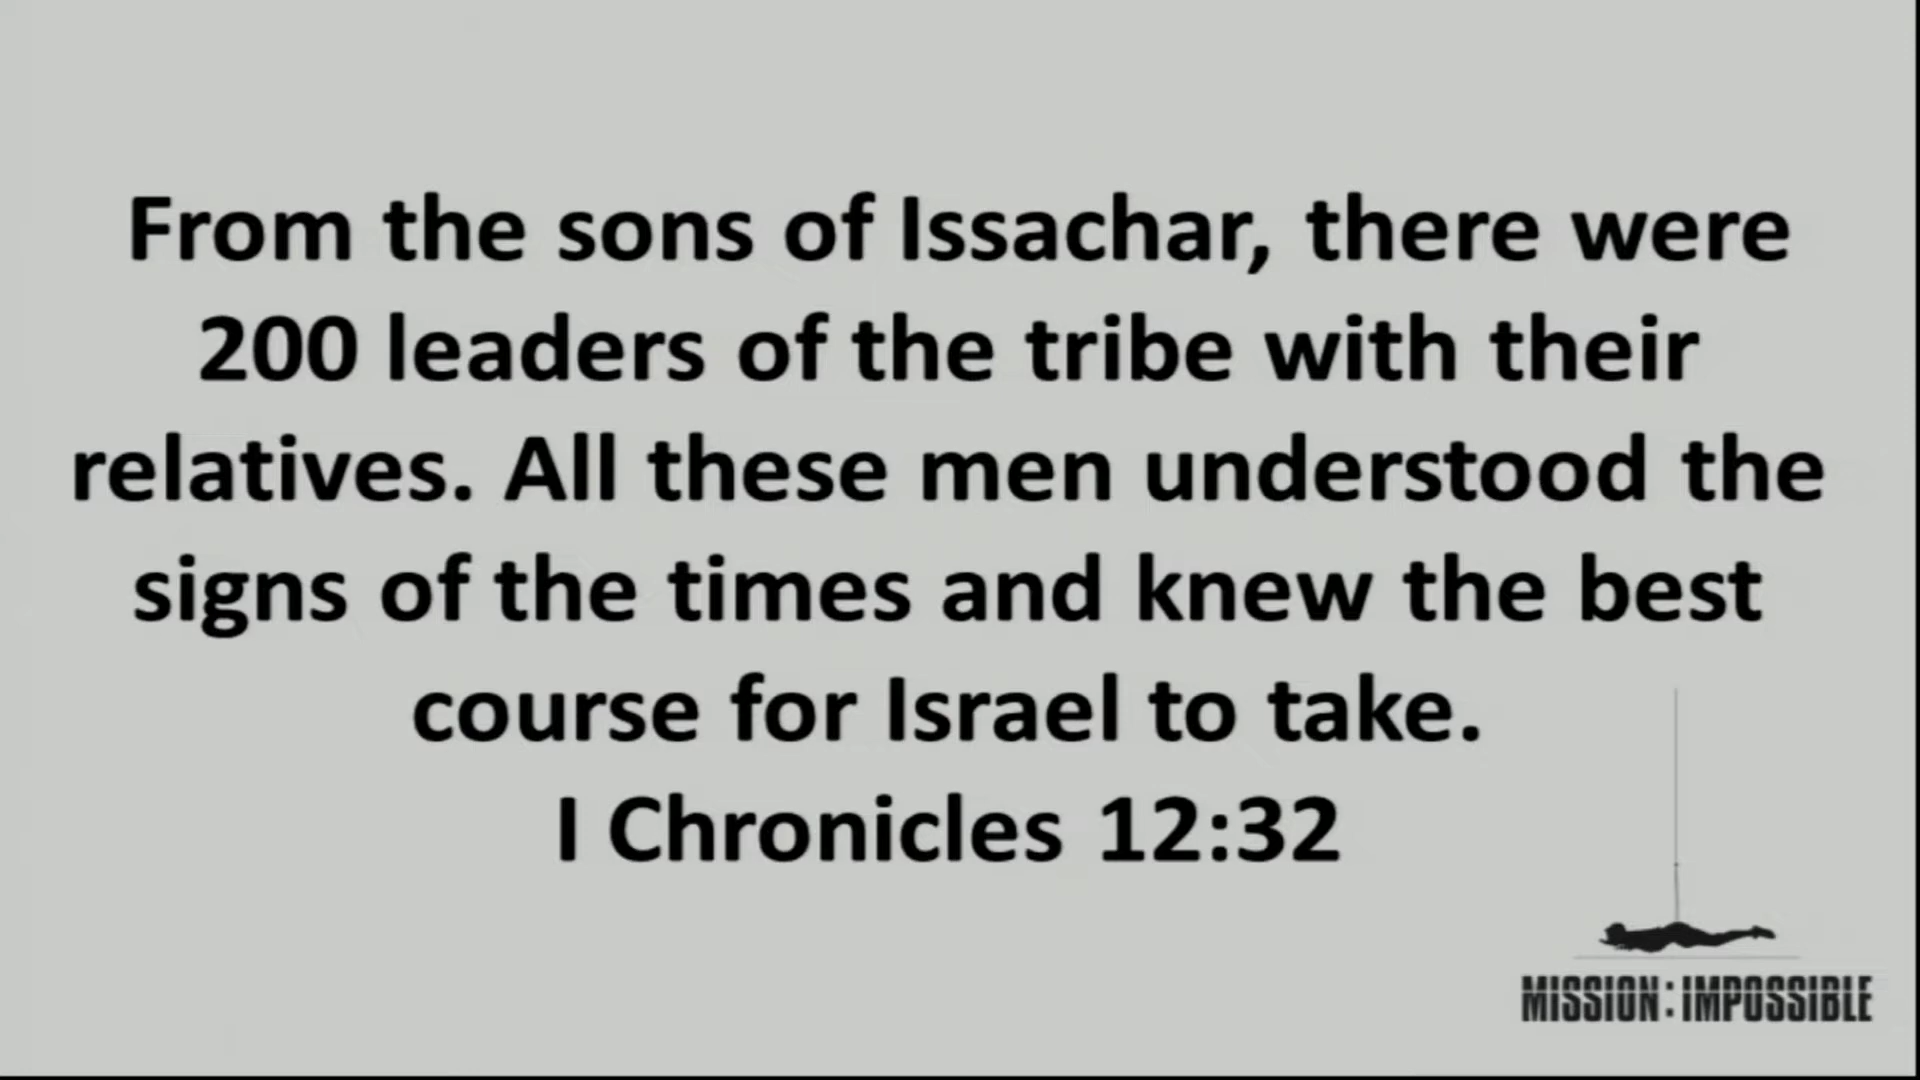 From the sons of Issachar, there were
200 leaders of the tribe with their
relatives. All these men understood the
signs of the times and knew the best
course for Israel to take.
I Chronicles 12:32
MISSION:IMPOSSIBLE